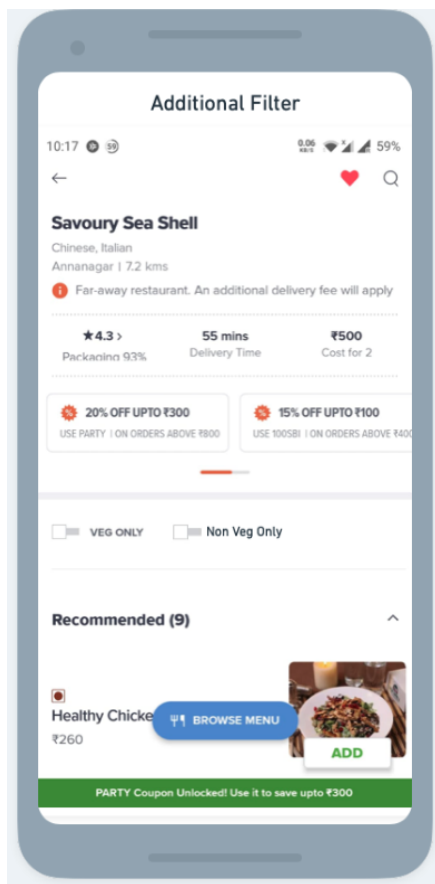 Additional Filter
10:17 59 0.06 KB/S 59%
Savoury Sea Shell
Chinese, Italian
Annanagar | 7.2 kms
Far-away restaurant. An additional delivery fee will apply
★4.3 › 55 mins ₹500
Packaging 93% Delivery Time Cost for 2
20% OFF UPTO ₹300 15% OFF UPTO ₹100
USE PARTY | ON ORDERS ABOVE ₹800 USE 100SBI | ON ORDERS ABOVE ₹400
VEG ONLY Non Veg Only
Recommended (9)
Healthy Chicke
BROWSE MENU
₹260
ADD
PARTY Coupon Unlocked! Use it to save upto ₹300